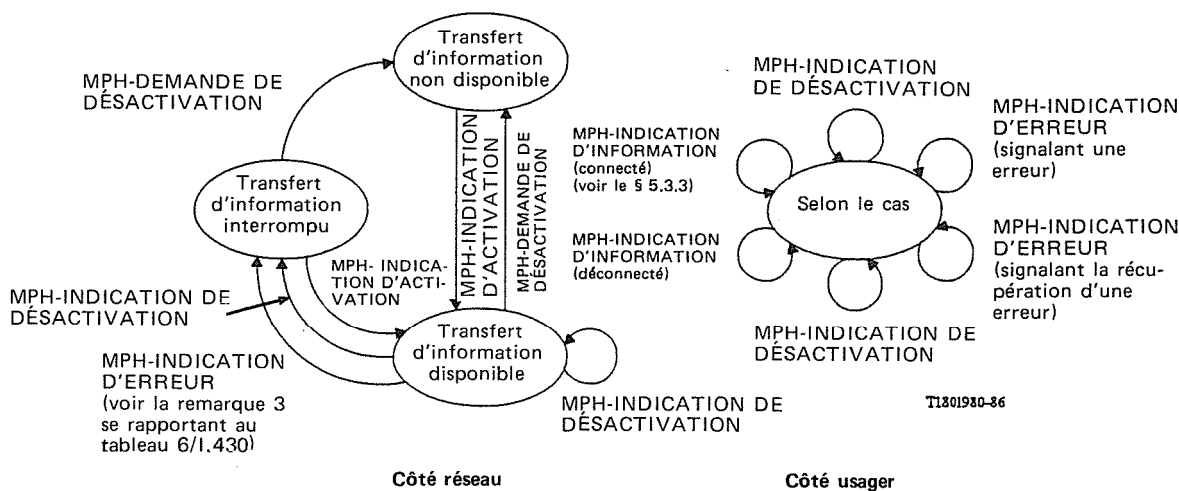 Transfert
d'information
non disponible
MPH-DEMANDE DE
DÉSACTIVATION
MPH-INDICATION
D'ACTIVATION
MPH-DEMANDE DE
DÉSACTIVATION
Transfert
d'information
interrompu
MPH- INDICA-
TION D'ACTI-
VATION
MPH-INDICATION DE
DÉSACTIVATION
Transfert
d'information
disponible
MPH-INDICATION
D'ERREUR
(voir la remarque 3
se rapportant au
tableau 6/I.430)
MPH-INDICATION DE
DÉSACTIVATION
Côté réseau
MPH-INDICATION
DE DÉSACTIVATION
MPH-INDICATION
D'INFORMATION
(connecté)
(voir le § 5.3.3)
MPH-INDICATION
D'ERREUR
(signalant une
erreur)
Selon le cas
MPH-INDICATION
D'INFORMATION
(déconnecté)
MPH-INDICATION
D'ERREUR
(signalant la récu-
pération d'une
erreur)
MPH-INDICATION DE
DÉSACTIVATION
T1801980-86
Côté usager